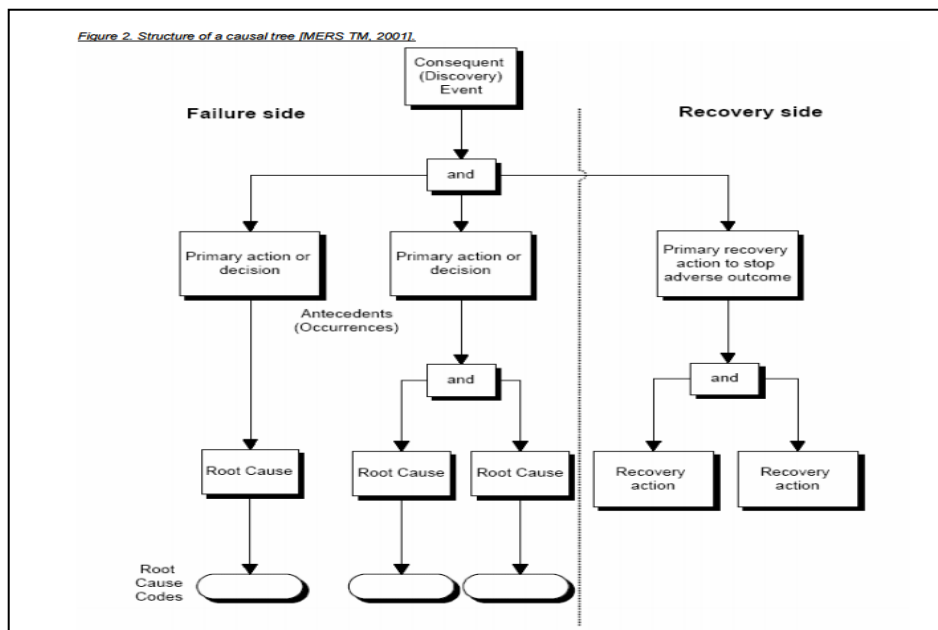 Figure 2. Structure of a causal tree [MERS TM, 2001].
Consequent
(Discovery)
Event
Failure side
Recovery side
and
Primary action or
decision
Primary action or
decision
Primary recovery
action to stop
adverse outcome
Antecedents
(Occurrences)
and
and
Root Cause
Root Cause
Root Cause
Recovery
action
Recovery
action
Root
Cause
Codes